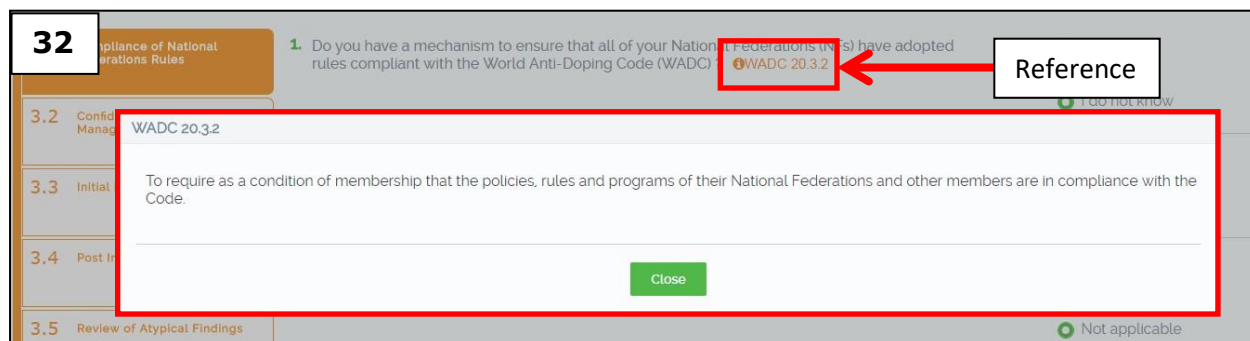 32
mpliance of National
erations Rules
1. Do you have a mechanism to ensure that all of your National Federations (NFs) have adopted
rules compliant with the World Anti-Doping Code (WADC) ? WADC 20.3.2
Reference
I do not know
3.2 Confid
Manag
WADC 20.3.2
3.3 Initial
To require as a condition of membership that the policies, rules and programs of their National Federations and other members are in compliance with the
Code.
3.4 Post In
Close
3.5 Review of Atypical Findings
Not applicable